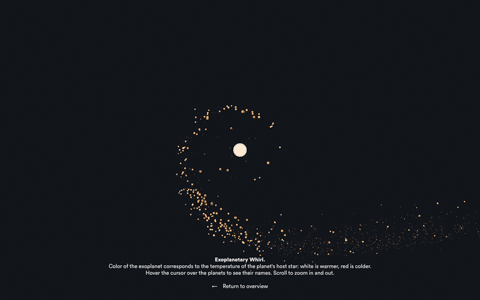 Exoplanetary Whirl.
Color of the exoplanet corresponds to the temperature of the planet's host star: white is warmer, red is colder.
Hover the cursor over the planets to see their names. Scroll to zoom in and out.
← Return to overview